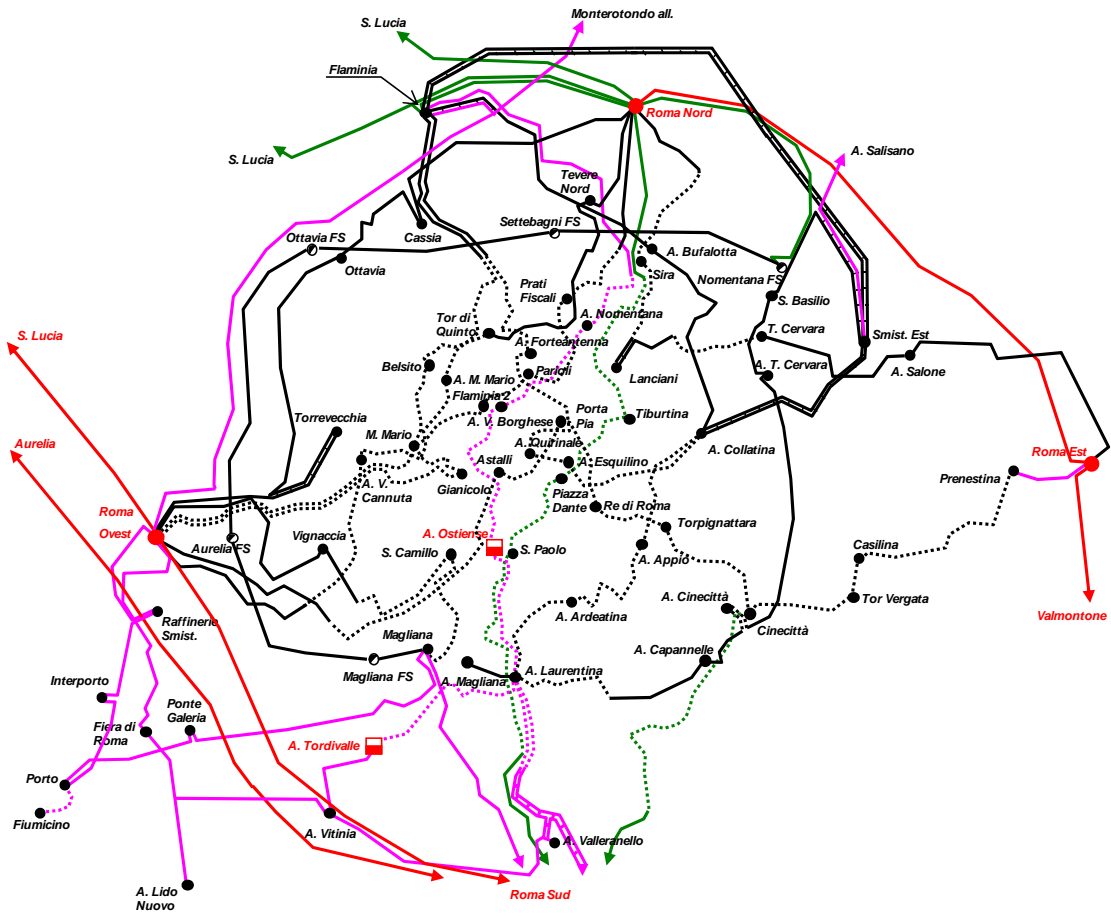 Monterotondo all.
S. Lucia
Flaminia
Roma Nord
S. Lucia
A. Salisano
Tevere
Nord
Settebagni FS
Ottavia FS
Cassia
A. Bufalotta
Ottavia
Sira
Nomentana FS
Prati
Fiscali
S. Basilio
A. Nomentana
Tor di
Quinto
T. Cervara
S. Lucia
A. Forteantenna
Smist. Est
Belsito
Parioli
Lanciani
A. T. Cervara
A. Salone
A. M. Mario
Flaminia 2
Torrevecchia
A. V. Borghese
Porta
Pia
Tiburtina
Aurelia
M. Mario
A. Quirinale
A. Collatina
Astalli
A. Esquilino
Roma Est
A. V.
Cannuta
Gianicolo
Prenestina
Piazza
Dante
Re di Roma
Roma
Ovest
Torpignattara
A. Ostiense
Aurelia FS
Vignaccia
S. Camillo
S. Paolo
Casilina
A. Appio
A. Cinecittà
Tor Vergata
A. Ardeatina
Valmontone
Raffinerie
Smist.
Cinecittà
Magliana
A. Capannelle
Magliana FS
A. Magliana
A. Laurentina
Interporto
Ponte
Galeria
Fiera di
Roma
A. Tordivalle
Porto
Fiumicino
A. Vitinia
A. Valleranello
A. Lido
Nuovo
Roma Sud